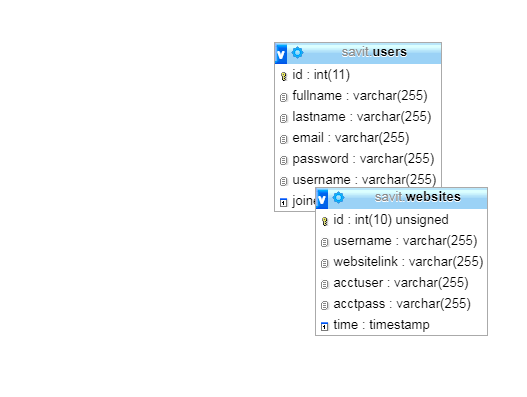 savit.users
id : int(11)
fullname : varchar(255)
lastname : varchar(255)
email : varchar(255)
password : varchar(255)
username : varchar(255)
savit.websites
id : int(10) unsigned
username : varchar(255)
websitelink : varchar(255)
acctuser : varchar(255)
acctpass : varchar(255)
time : timestamp